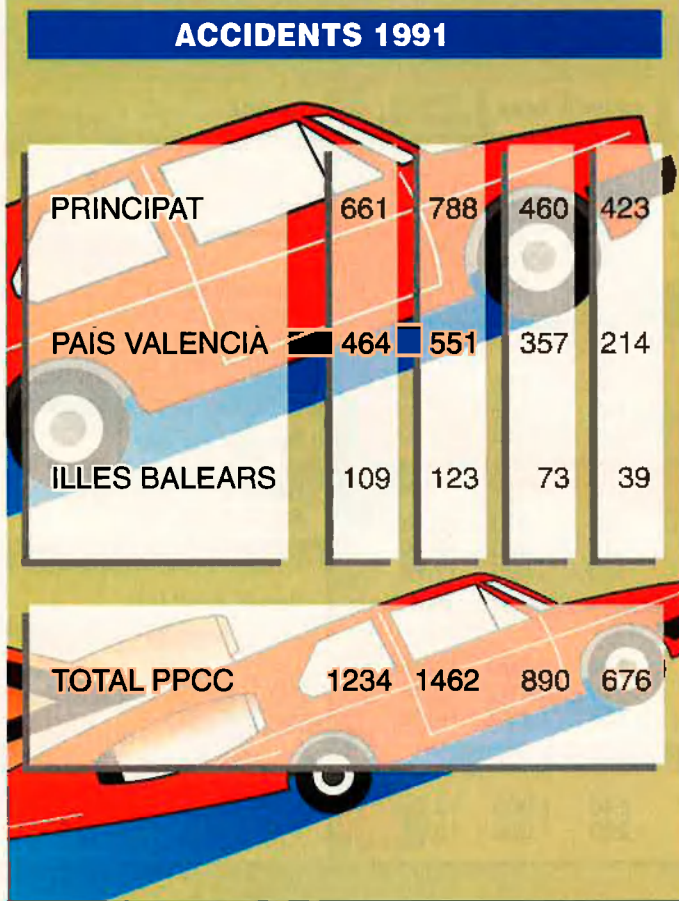 ACCIDENTS 1991
PRINCIPAT 661 788 460 423
PAÍS VALENCIÀ 464 551 357 214
ILLES BALEARS 109 123 73 39
TOTAL PPCC 1234 1462 890 676